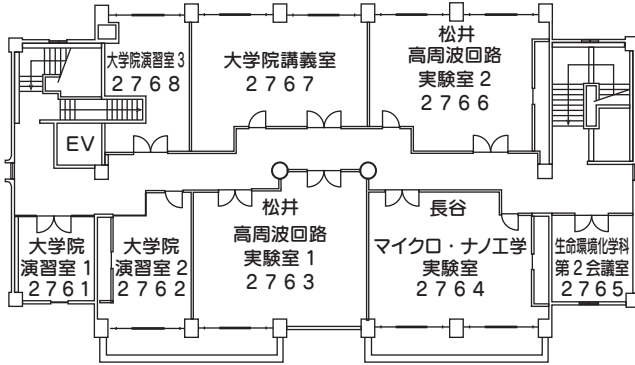 大学院演習室3
2768
大学院講義室
2767
松井
高周波回路
実験室2
2766
EV
大学院
演習室1
2761
大学院
演習室2
2762
松井
高周波回路
実験室1
2763
長谷
マイクロ・ナノ工学
実験室
2764
生命環境化学科
第2会議室
2765